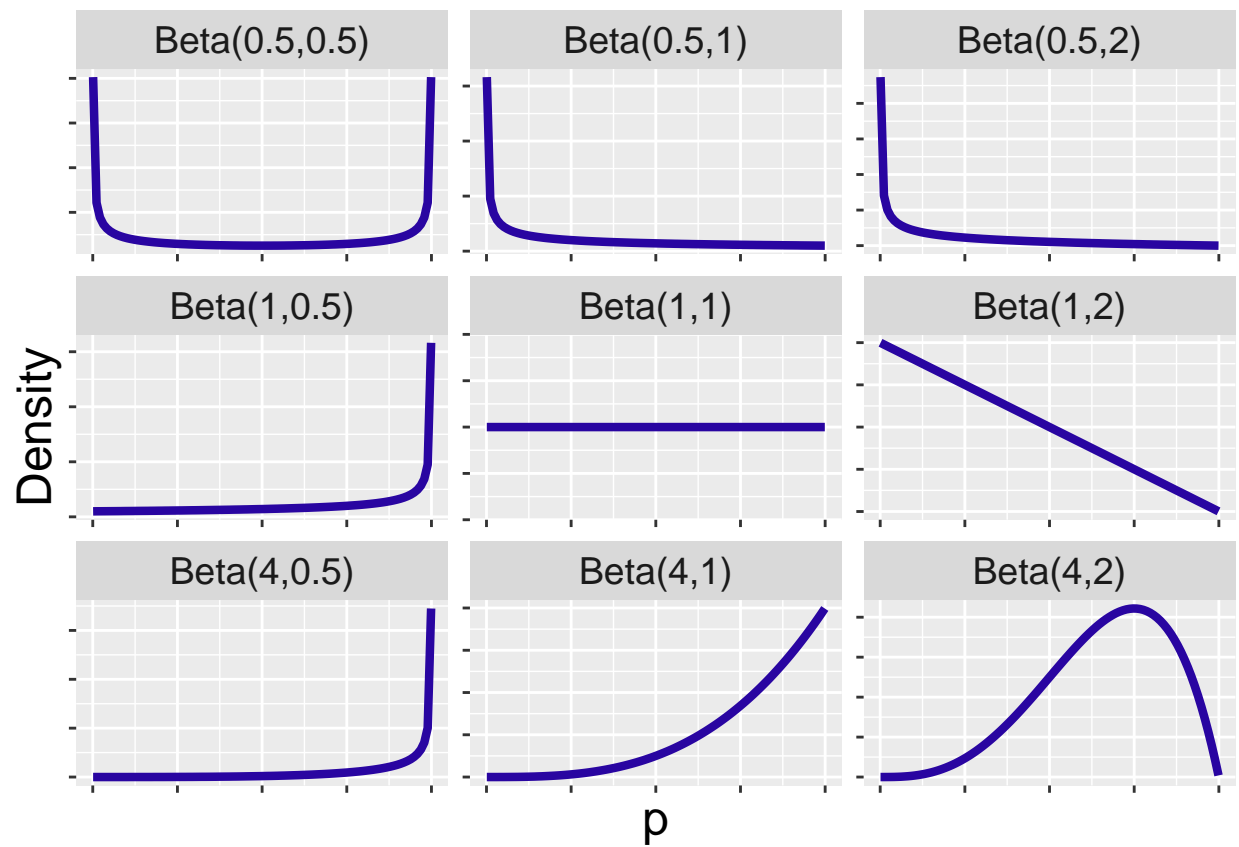 Beta(0.5,0.5)
Beta(0.5,1)
Beta(0.5,2)
Beta(1,0.5)
Beta(1,1)
Beta(1,2)
Density
Beta(4,0.5)
Beta(4,1)
Beta(4,2)
p